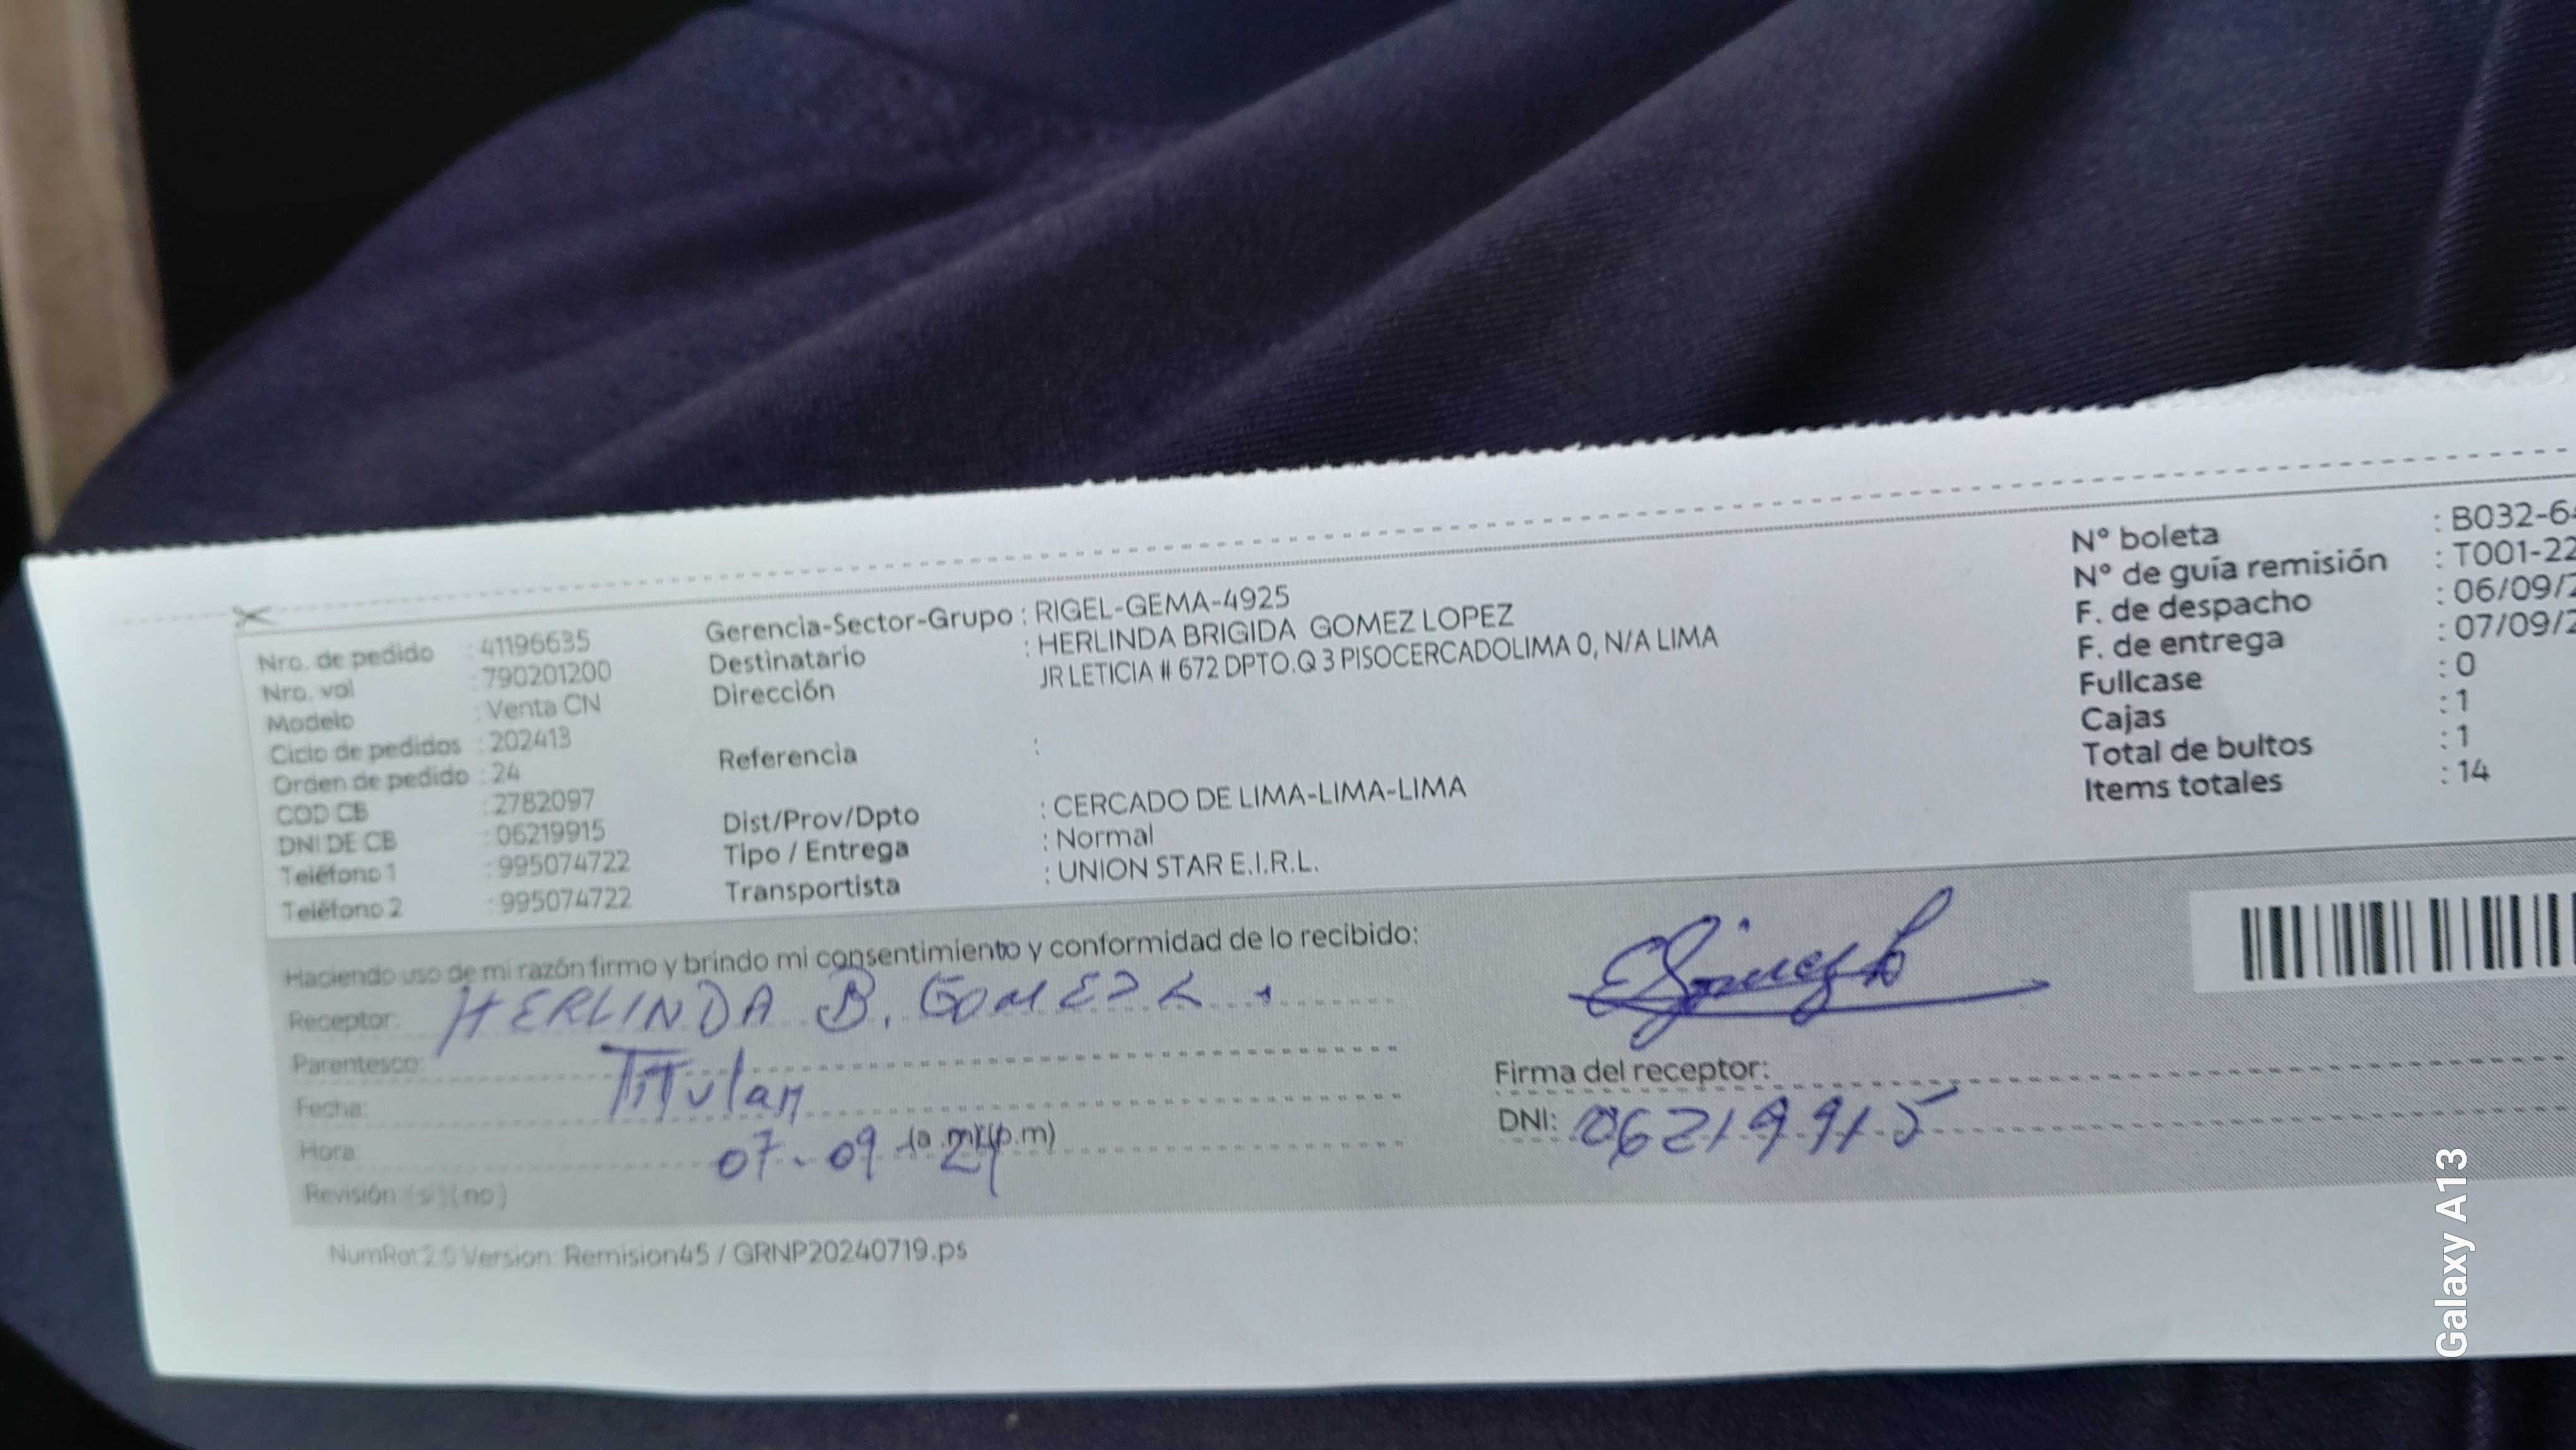 Nro. de pedido : 41196635
Nro. vol : 790201200
Modelo : Venta CN
Ciclo de pedidos : 202413
Orden de pedido : 24
COD CB : 2782097
DNI DE CB : 06219915
Teléfono 1 : 995074722
Teléfono 2 : 995074722
Gerencia-Sector-Grupo : RIGEL-GEMA-4925
Destinatario : HERLINDA BRIGIDA GOMEZ LOPEZ
Dirección JR LETICIA # 672 DPTO.Q 3 PISOCERCADOLIMA 0, N/A LIMA
Referencia :
Dist/Prov/Dpto : CERCADO DE LIMA-LIMA-LIMA
Tipo / Entrega : Normal
Transportista : UNION STAR E.I.R.L.
N° boleta : B032-64
N° de guía remisión : T001-22
F. de despacho : 06/09/2
F. de entrega : 07/09/2
Fullcase : 0
Cajas : 1
Total de bultos : 1
Items totales : 14
Haciendo uso de mi razón firmo y brindo mi consentimiento y conformidad de lo recibido:
Receptor: HERLINDA B. GOMEZ L.
Parentesco:
Fecha: Titular
Hora: 07-09-24 (a.m)(p.m)
Revisión (si)(no)
Firma del receptor:
DNI: 06219915
NumRot 2.0 Version: Remision45 / GRNP20240719.ps
Galaxy A13